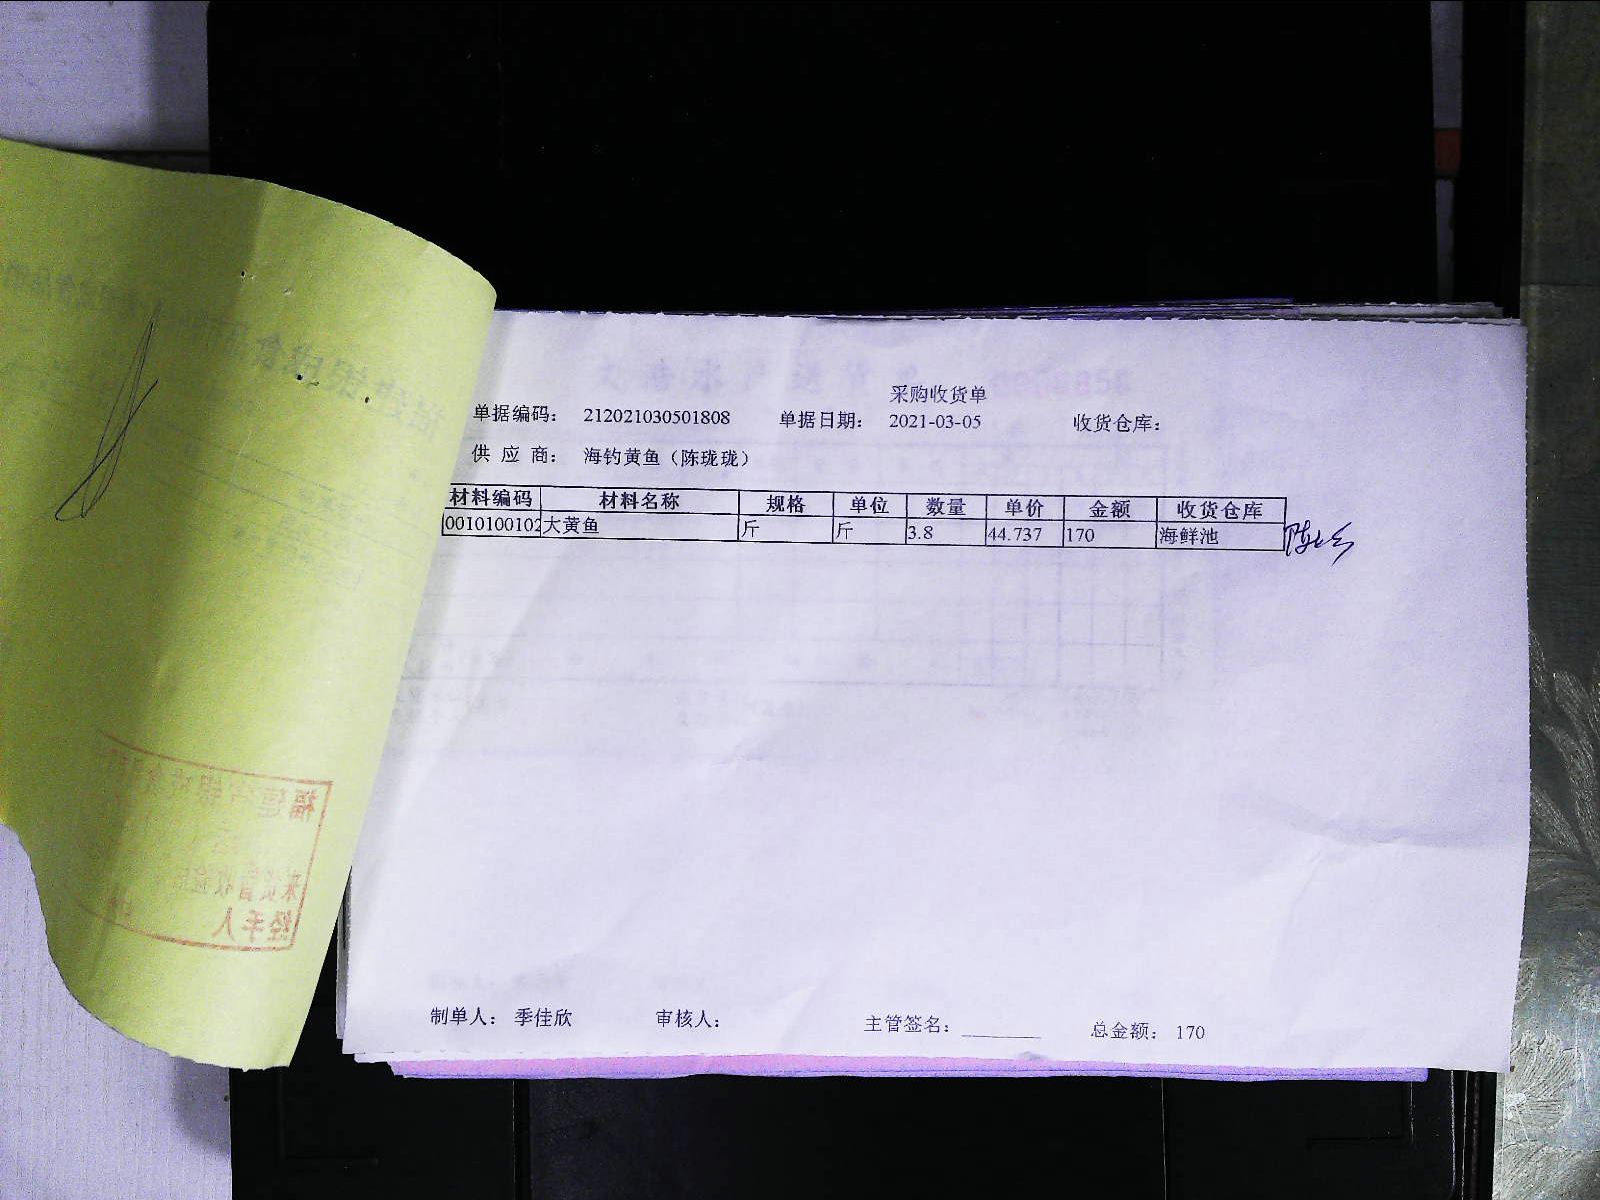 采购收货单
单据编码： 212021030501808 单据日期： 2021-03-05 收货仓库：
供 应 商： 海钓黄鱼（陈珑珑）
材料编码 材料名称 规格 单位 数量 单价 金额 收货仓库
0010100102 大黄鱼 斤 斤 3.8 44.737 170 海鲜池
制单人： 季佳欣 审核人： 主管签名：________ 总金额： 170
经手人